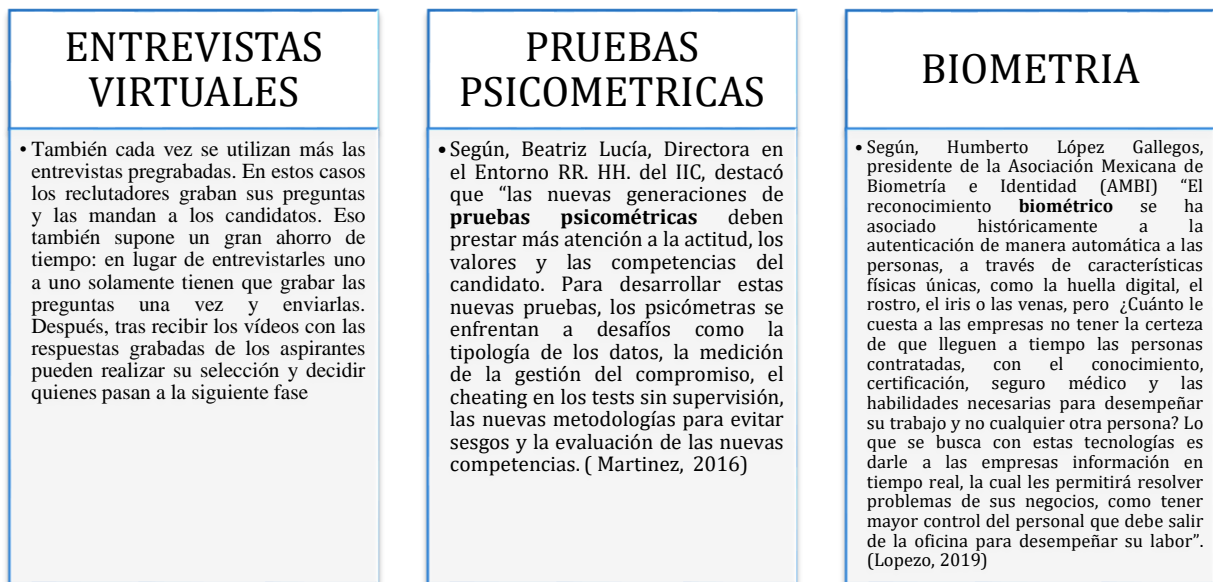 ENTREVISTAS
VIRTUALES
• También cada vez se utilizan más las
entrevistas pregrabadas. En estos casos
los reclutadores graban sus preguntas
y las mandan a los candidatos. Eso
también supone un gran ahorro de
tiempo: en lugar de entrevistarles uno
a uno solamente tienen que grabar las
preguntas una vez y enviarlas.
Después, tras recibir los vídeos con las
respuestas grabadas de los aspirantes
pueden realizar su selección y decidir
quienes pasan a la siguiente fase
PRUEBAS
PSICOMETRICAS
• Según, Beatriz Lucía, Directora en
el Entorno RR. HH. del IIC, destacó
que “las nuevas generaciones de
pruebas psicométricas deben
prestar más atención a la actitud, los
valores y las competencias del
candidato. Para desarrollar estas
nuevas pruebas, los psicómetras se
enfrentan a desafíos como la
tipología de los datos, la medición
de la gestión del compromiso, el
cheating en los tests sin supervisión,
las nuevas metodologías para evitar
sesgos y la evaluación de las nuevas
competencias. ( Martinez, 2016)
BIOMETRIA
• Según, Humberto López Gallegos,
presidente de la Asociación Mexicana de
Biometría e Identidad (AMBI) “El
reconocimiento biométrico se ha
asociado históricamente a la
autenticación de manera automática a las
personas, a través de características
físicas únicas, como la huella digital, el
rostro, el iris o las venas, pero ¿Cuánto le
cuesta a las empresas no tener la certeza
de que lleguen a tiempo las personas
contratadas, con el conocimiento,
certificación, seguro médico y las
habilidades necesarias para desempeñar
su trabajo y no cualquier otra persona? Lo
que se busca con estas tecnologías es
darle a las empresas información en
tiempo real, la cual les permitirá resolver
problemas de sus negocios, como tener
mayor control del personal que debe salir
de la oficina para desempeñar su labor”.
(Lopezo, 2019)